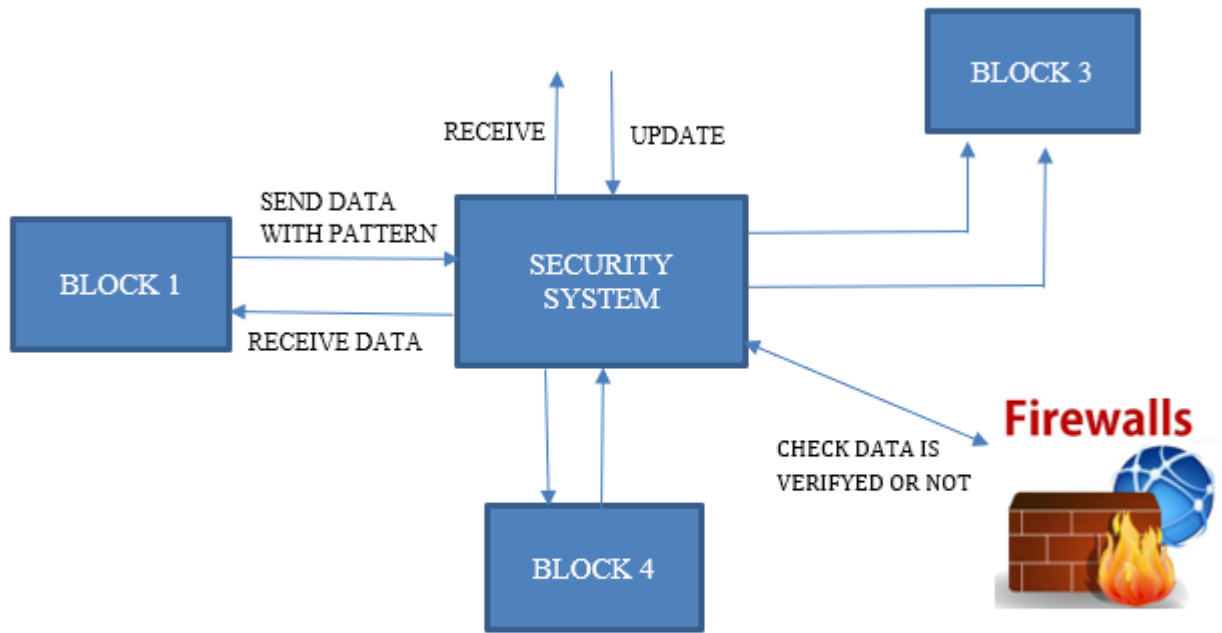 BLOCK 3
RECEIVE
UPDATE
SEND DATA
WITH PATTERN
BLOCK 1
SECURITY
SYSTEM
RECEIVE DATA
Firewalls
CHECK DATA IS
VERIFYED OR NOT
BLOCK 4